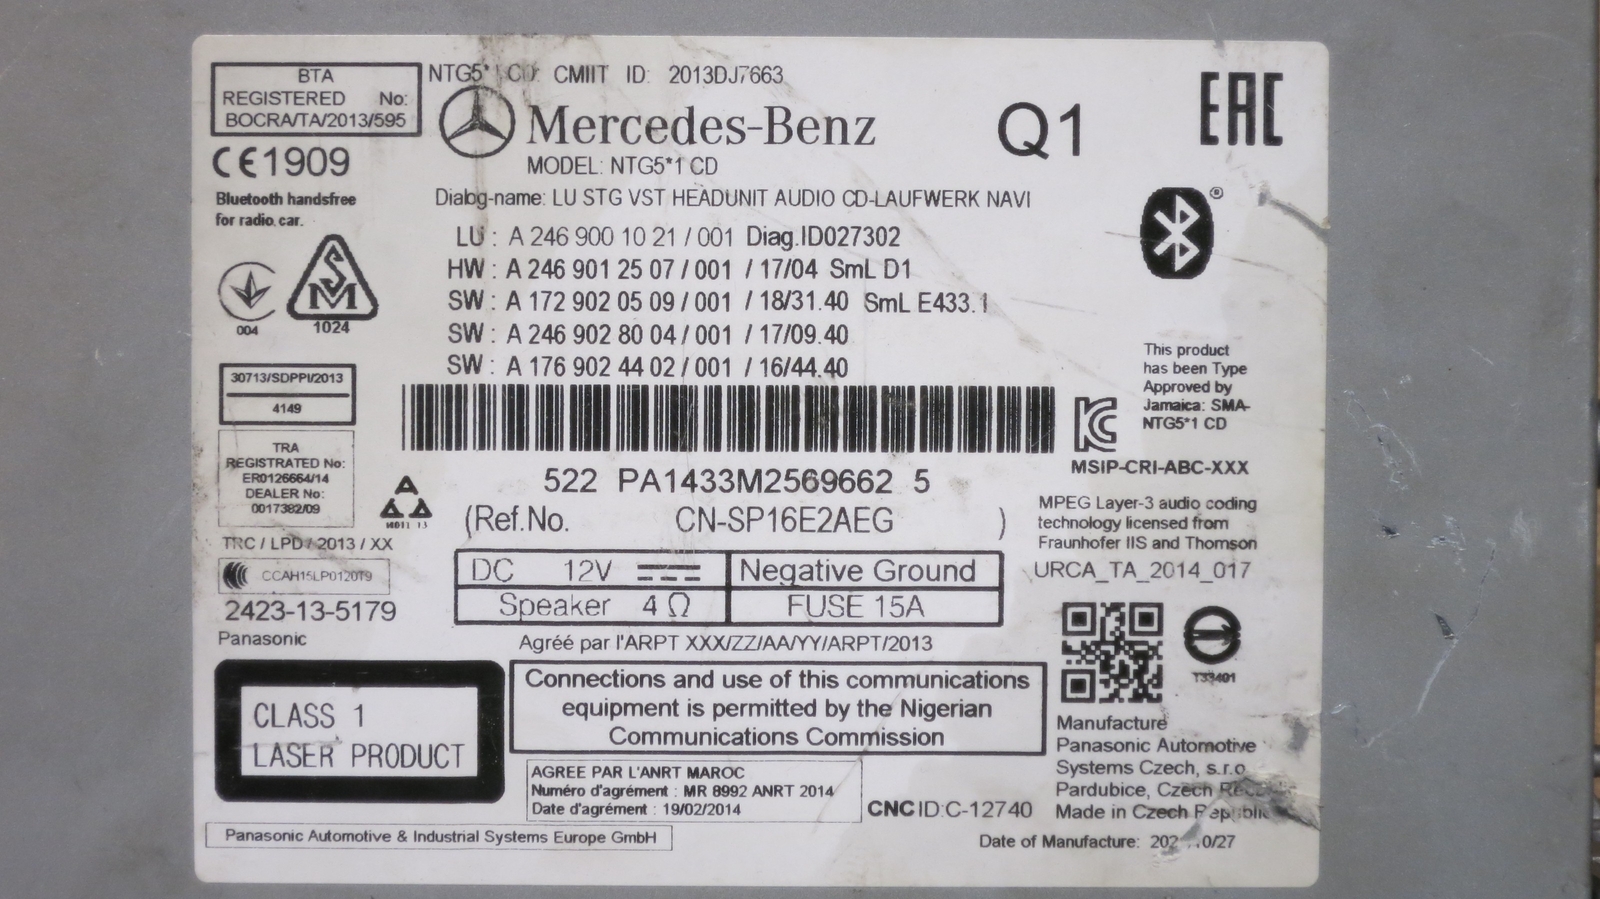 BTA
REGISTERED No:
BOCRA/TA/2013/595
NTG5*1 CD CMIIT ID: 2013DJ7663
Mercedes-Benz
MODEL: NTG5*1 CD
Q1
EAC
CE1909
Bluetooth handsfree
for radio car.
Dialog-name: LU STG VST HEADUNIT AUDIO CD-LAUFWERK NAVI
LU : A 246 900 10 21 / 001 Diag.ID027302
HW : A 246 901 25 07 / 001 / 17/04 SmL D1
SW : A 172 902 05 09 / 001 / 18/31.40 SmL E433.1
SW : A 246 902 80 04 / 001 / 17/09.40
SW : A 176 902 44 02 / 001 / 16/44.40
004
SM
1024
30713/SDPPI/2013
4149
TRA
REGISTRATED No:
ER0126664/14
DEALER No:
0017382/09
TRC / LPD / 2013 / XX
CCAH15LP0120T9
2423-13-5179
Panasonic
522 PA1433M2569662 5
(Ref.No. CN-SP16E2AEG )
DC 12V
Negative Ground
Speaker 4 Ω
FUSE 15A
Agréé par l'ARPT XXX/ZZ/AA/YY/ARPT/2013
This product
has been Type
Approved by
Jamaica: SMA-
NTG5*1 CD
MSIP-CRI-ABC-XXX
MPEG Layer-3 audio coding
technology licensed from
Fraunhofer IIS and Thomson
URCA_TA_2014_017
T33401
CLASS 1
LASER PRODUCT
Connections and use of this communications
equipment is permitted by the Nigerian
Communications Commission
AGREE PAR L'ANRT MAROC
Numéro d'agrément : MR 8992 ANRT 2014
Date d'agrément : 19/02/2014
CNC ID:C-12740
Manufacture
Panasonic Automotive
Systems Czech, s.r.o.
Pardubice, Czech
Made in Czech Republic
Panasonic Automotive & Industrial Systems Europe GmbH
Date of Manufacture: